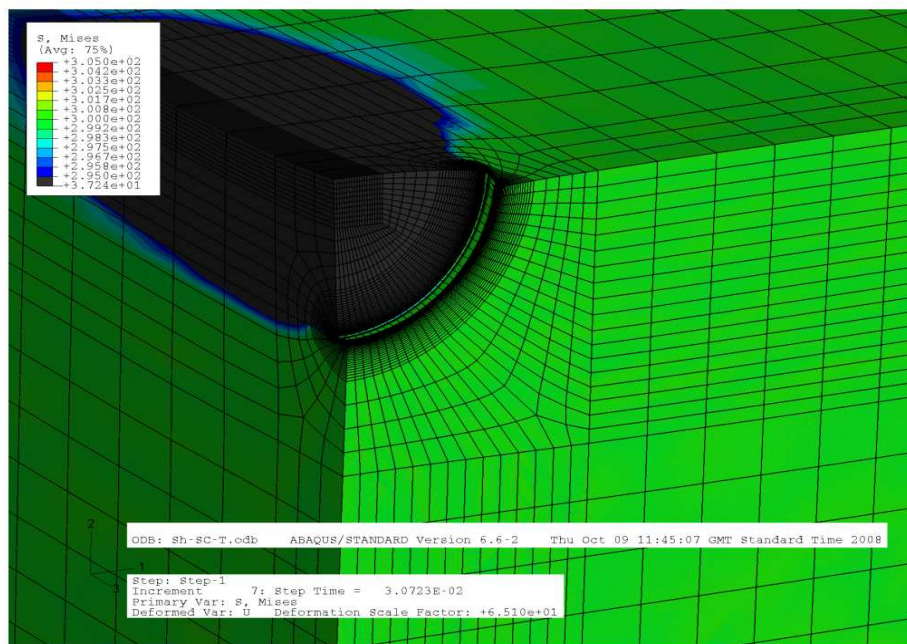 S, Mises
(Avg: 75%)
+3.050e+02
+3.042e+02
+3.033e+02
+3.025e+02
+3.017e+02
+3.008e+02
+3.000e+02
+2.992e+02
+2.983e+02
+2.975e+02
+2.967e+02
+2.958e+02
+2.950e+02
+3.724e+01
2
1
3
ODB: Sh-SC-T.odb ABAQUS/STANDARD Version 6.6-2 Thu Oct 09 11:45:07 GMT Standard Time 2008
Step: Step-1
Increment 7: Step Time = 3.0723E-02
Primary Var: S, Mises
Deformed Var: U Deformation Scale Factor: +6.510e+01